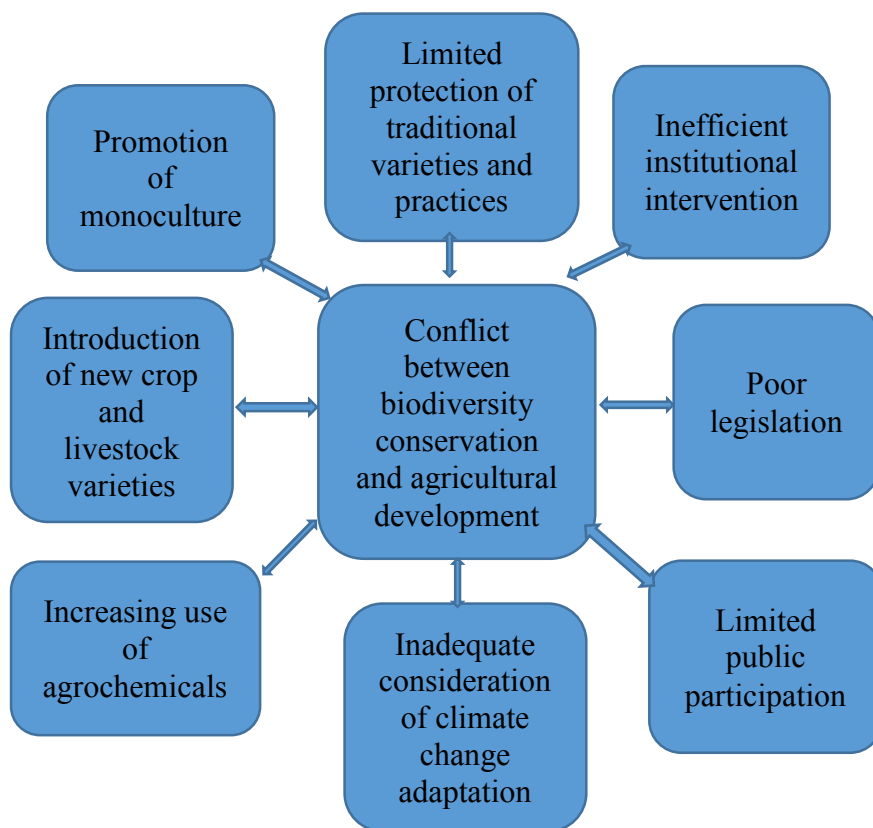 Limited
protection of
traditional
varieties and
practices
Promotion
of
monoculture
Inefficient
institutional
intervention
Introduction
of new crop
and
livestock
varieties
Conflict
between
biodiversity
conservation
and agricultural
development
Poor
legislation
Increasing use
of
agrochemicals
Inadequate
consideration
of climate
change
adaptation
Limited
public
participation